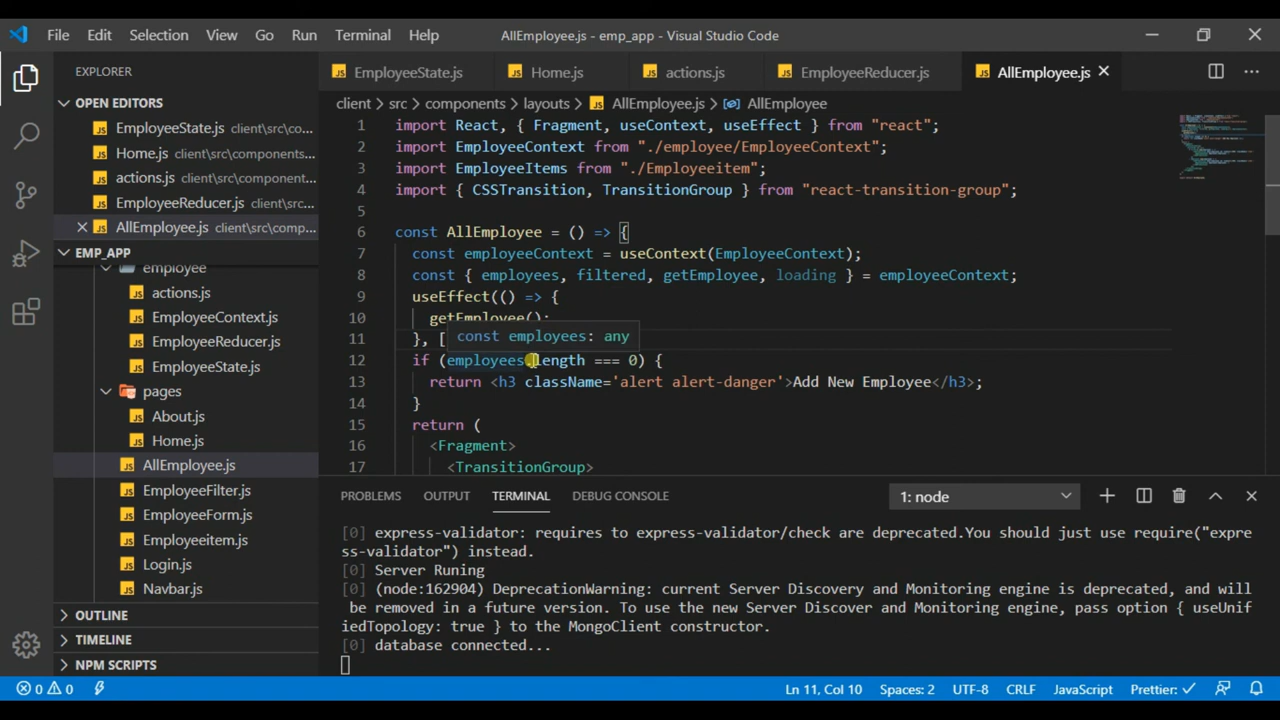 File Edit Selection View Go Run Terminal Help AllEmployee.js - emp_app - Visual Studio Code
EXPLORER
OPEN EDITORS
EmployeeState.js client\src\co...
Home.js client\src\components...
actions.js client\src\component...
EmployeeReducer.js client\src...
AllEmployee.js client\src\comp...
EMP_APP
employee
actions.js
EmployeeContext.js
EmployeeReducer.js
EmployeeState.js
pages
About.js
Home.js
AllEmployee.js
EmployeeFilter.js
EmployeeForm.js
Employeeitem.js
Login.js
Navbar.js
OUTLINE
TIMELINE
NPM SCRIPTS
EmployeeState.js Home.js actions.js EmployeeReducer.js AllEmployee.js
client > src > components > layouts > AllEmployee.js > AllEmployee
1 import React, { Fragment, useContext, useEffect } from "react";
2 import EmployeeContext from "./employee/EmployeeContext";
3 import EmployeeItems from "./Employeeitem";
4 import { CSSTransition, TransitionGroup } from "react-transition-group";
5
6 const AllEmployee = () => {
7 const employeeContext = useContext(EmployeeContext);
8 const { employees, filtered, getEmployee, loading } = employeeContext;
9 useEffect(() => {
10 getEmployee();
11 }, [
const employees: any
12 if (employees.length === 0) {
13 return <h3 className='alert alert-danger'>Add New Employee</h3>;
14 }
15 return (
16 <Fragment>
17 <TransitionGroup>
PROBLEMS OUTPUT TERMINAL DEBUG CONSOLE 1: node
[0] express-validator: requires to express-validator/check are deprecated.You should just use require("expre
ss-validator") instead.
[0] Server Runing
[0] (node:162904) DeprecationWarning: current Server Discovery and Monitoring engine is deprecated, and will
be removed in a future version. To use the new Server Discover and Monitoring engine, pass option { useUnif
iedTopology: true } to the MongoClient constructor.
[0] database connected...
0 0 Ln 11, Col 10 Spaces: 2 UTF-8 CRLF JavaScript Prettier: ✓